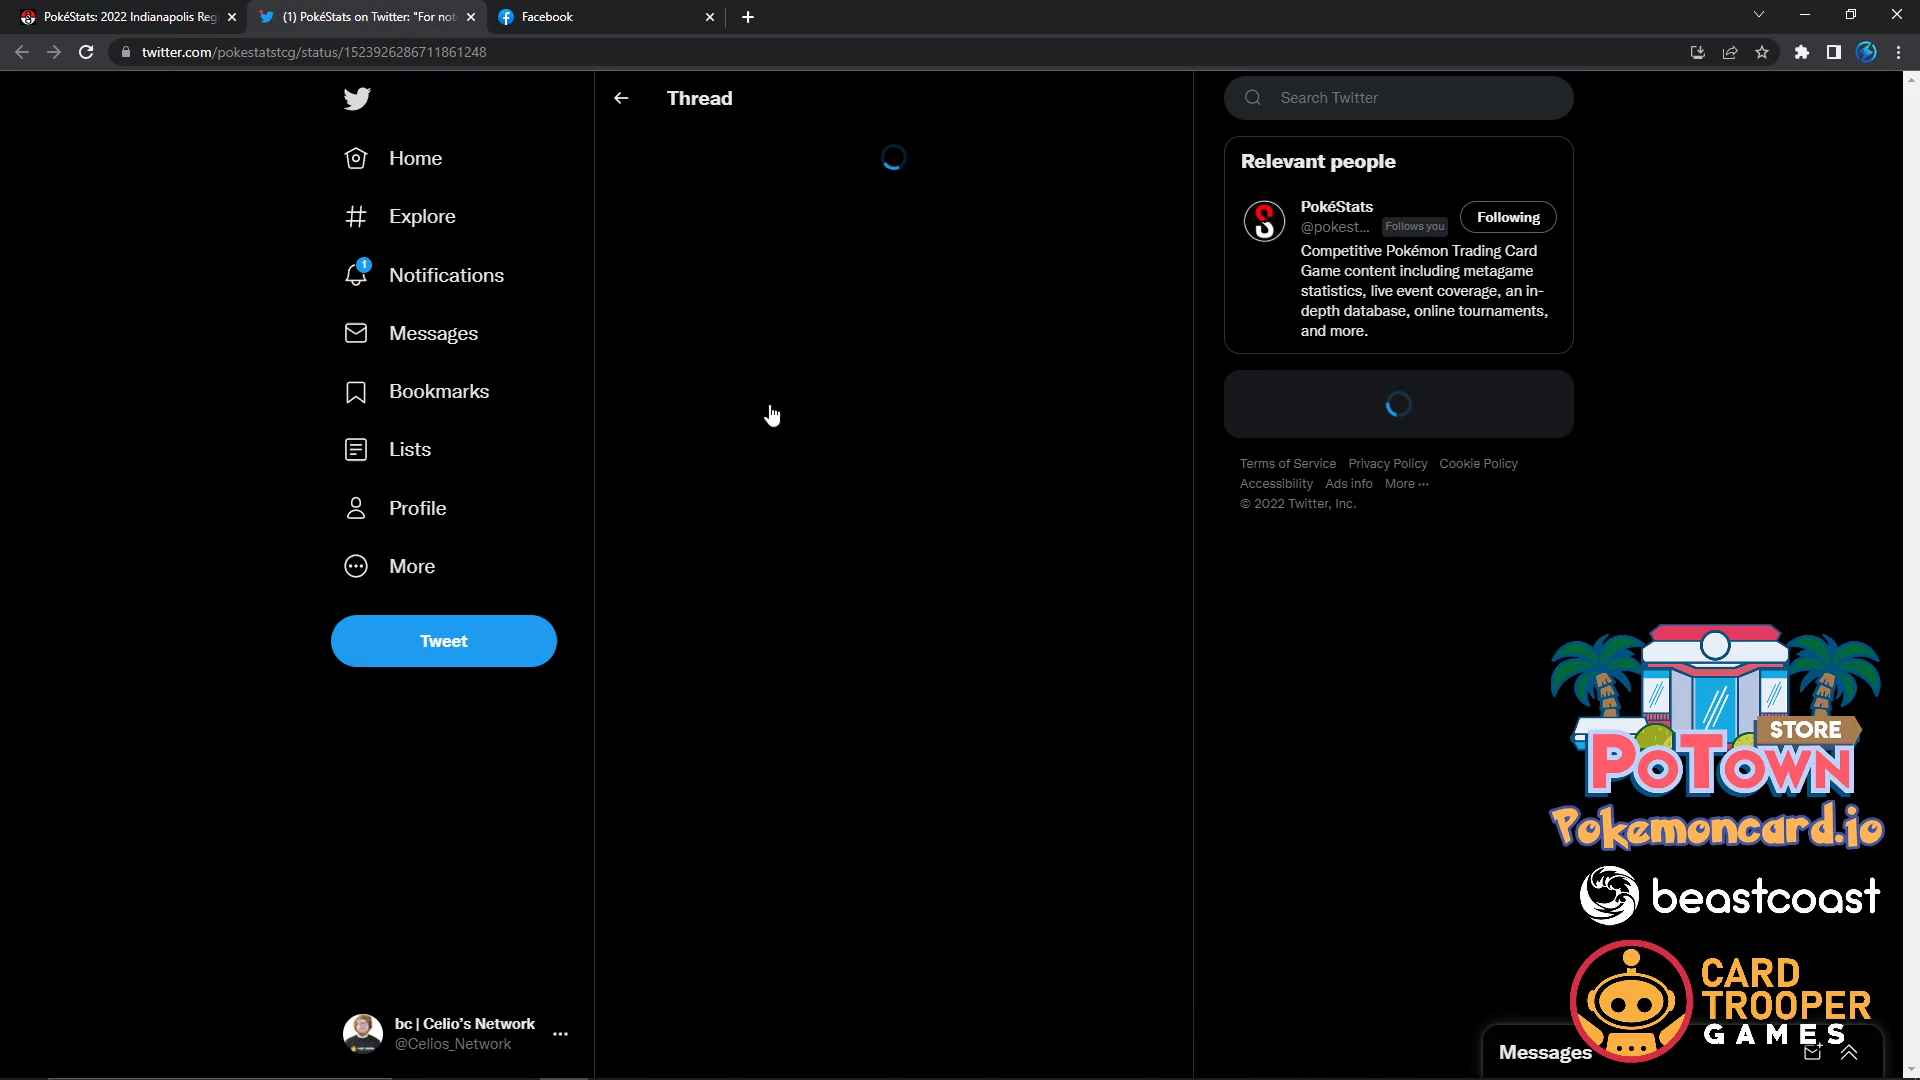 PokéStats: 2022 Indianapolis Reg
(1) PokéStats on Twitter: "For not
Facebook
twitter.com/pokestatstcg/status/1523926286711861248
Thread
Search Twitter
Home
Explore
1
Notifications
Messages
Bookmarks
Lists
Profile
More
Tweet
bc | Celio's Network
@Celios_Network
Relevant people
PokéStats
@pokest... Follows you
Following
Competitive Pokémon Trading Card
Game content including metagame
statistics, live event coverage, an in-
depth database, online tournaments,
and more.
Terms of Service Privacy Policy Cookie Policy
Accessibility Ads info More ...
© 2022 Twitter, Inc.
STORE
POTOWN
Pokemoncard.io
beastcoast
CARD
TROOPER
GAMES
Messages